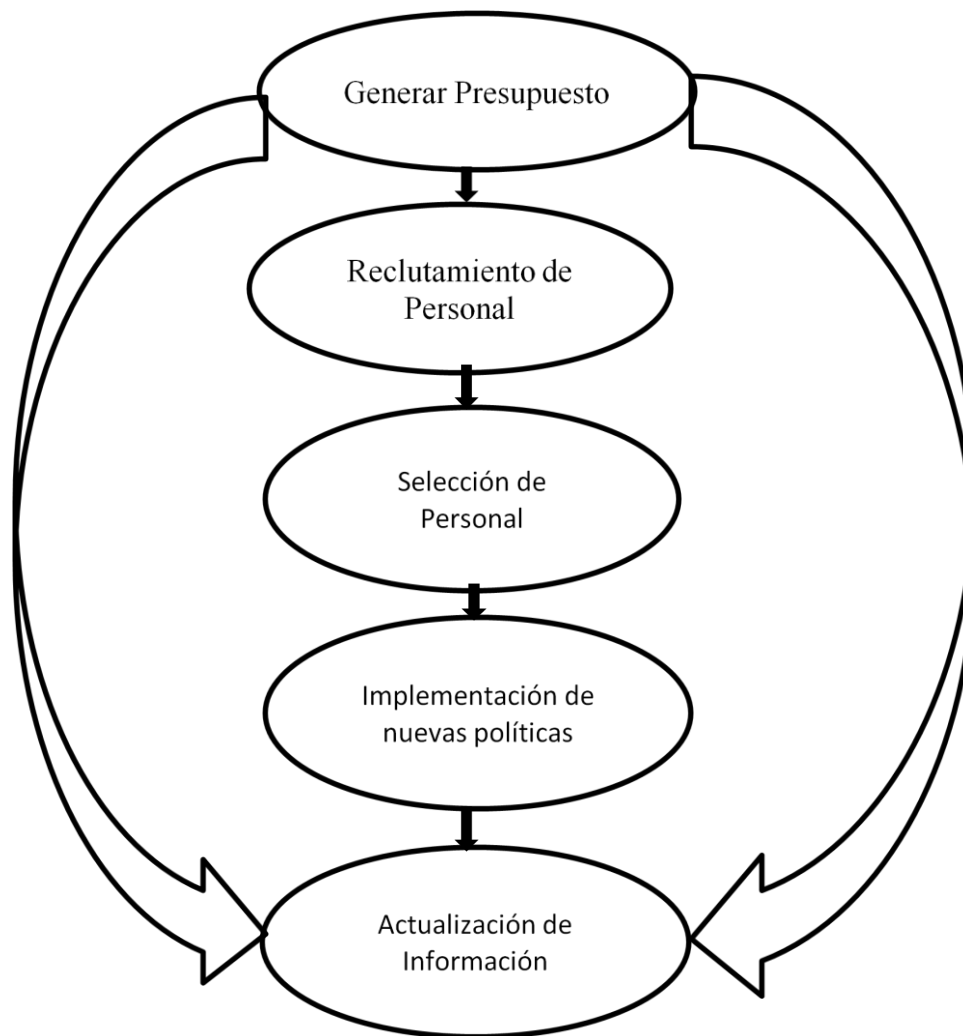 Generar Presupuesto
Reclutamiento de
Personal
Selección de
Personal
Implementación de
nuevas políticas
Actualización de
Información